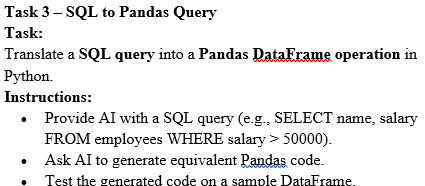 Task 3 – SQL to Pandas Query
Task:
Translate a SQL query into a Pandas DataFrame operation in
Python.
Instructions:
• Provide AI with a SQL query (e.g., SELECT name, salary
FROM employees WHERE salary > 50000).
• Ask AI to generate equivalent Pandas code.
• Test the generated code on a sample DataFrame.